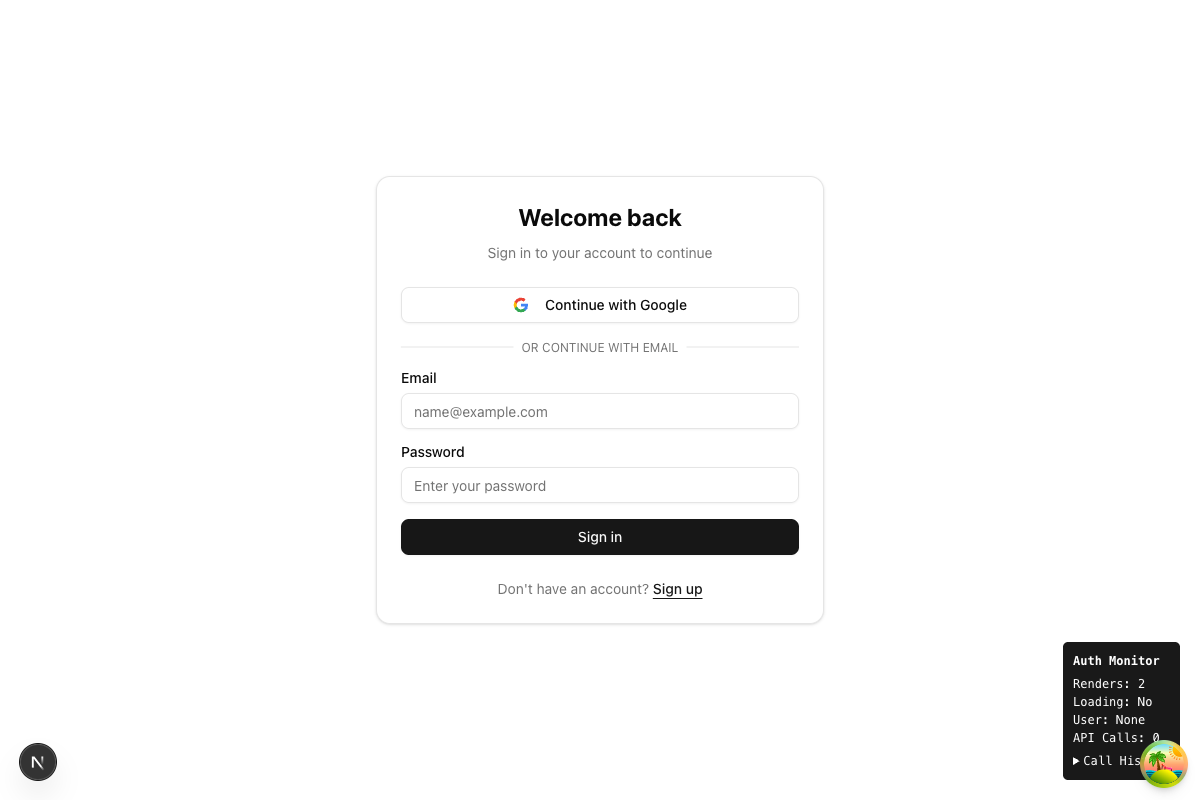 Welcome back
Sign in to your account to continue
Continue with Google
OR CONTINUE WITH EMAIL
Email
name@example.com
Password
Enter your password
Sign in
Don't have an account? Sign up
Auth Monitor
Renders: 2
Loading: No
User: None
API Calls: 0
Call His
N